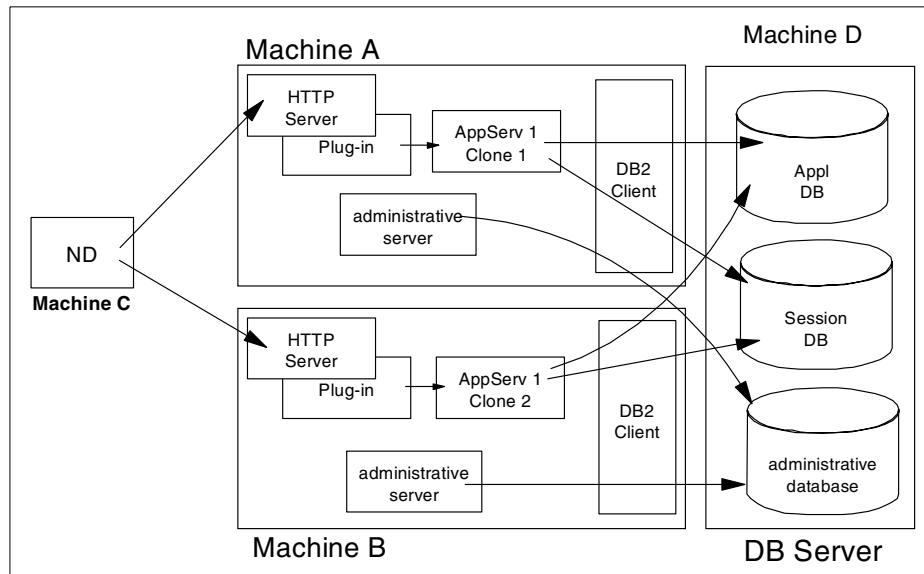 Machine A
HTTP
Server
Plug-in
AppServ 1
Clone 1
DB2
Client
administrative
server
ND
Machine C
HTTP
Server
Plug-in
AppServ 1
Clone 2
DB2
Client
administrative
server
Machine B
Machine D
Appl
DB
Session
DB
administrative
database
DB Server